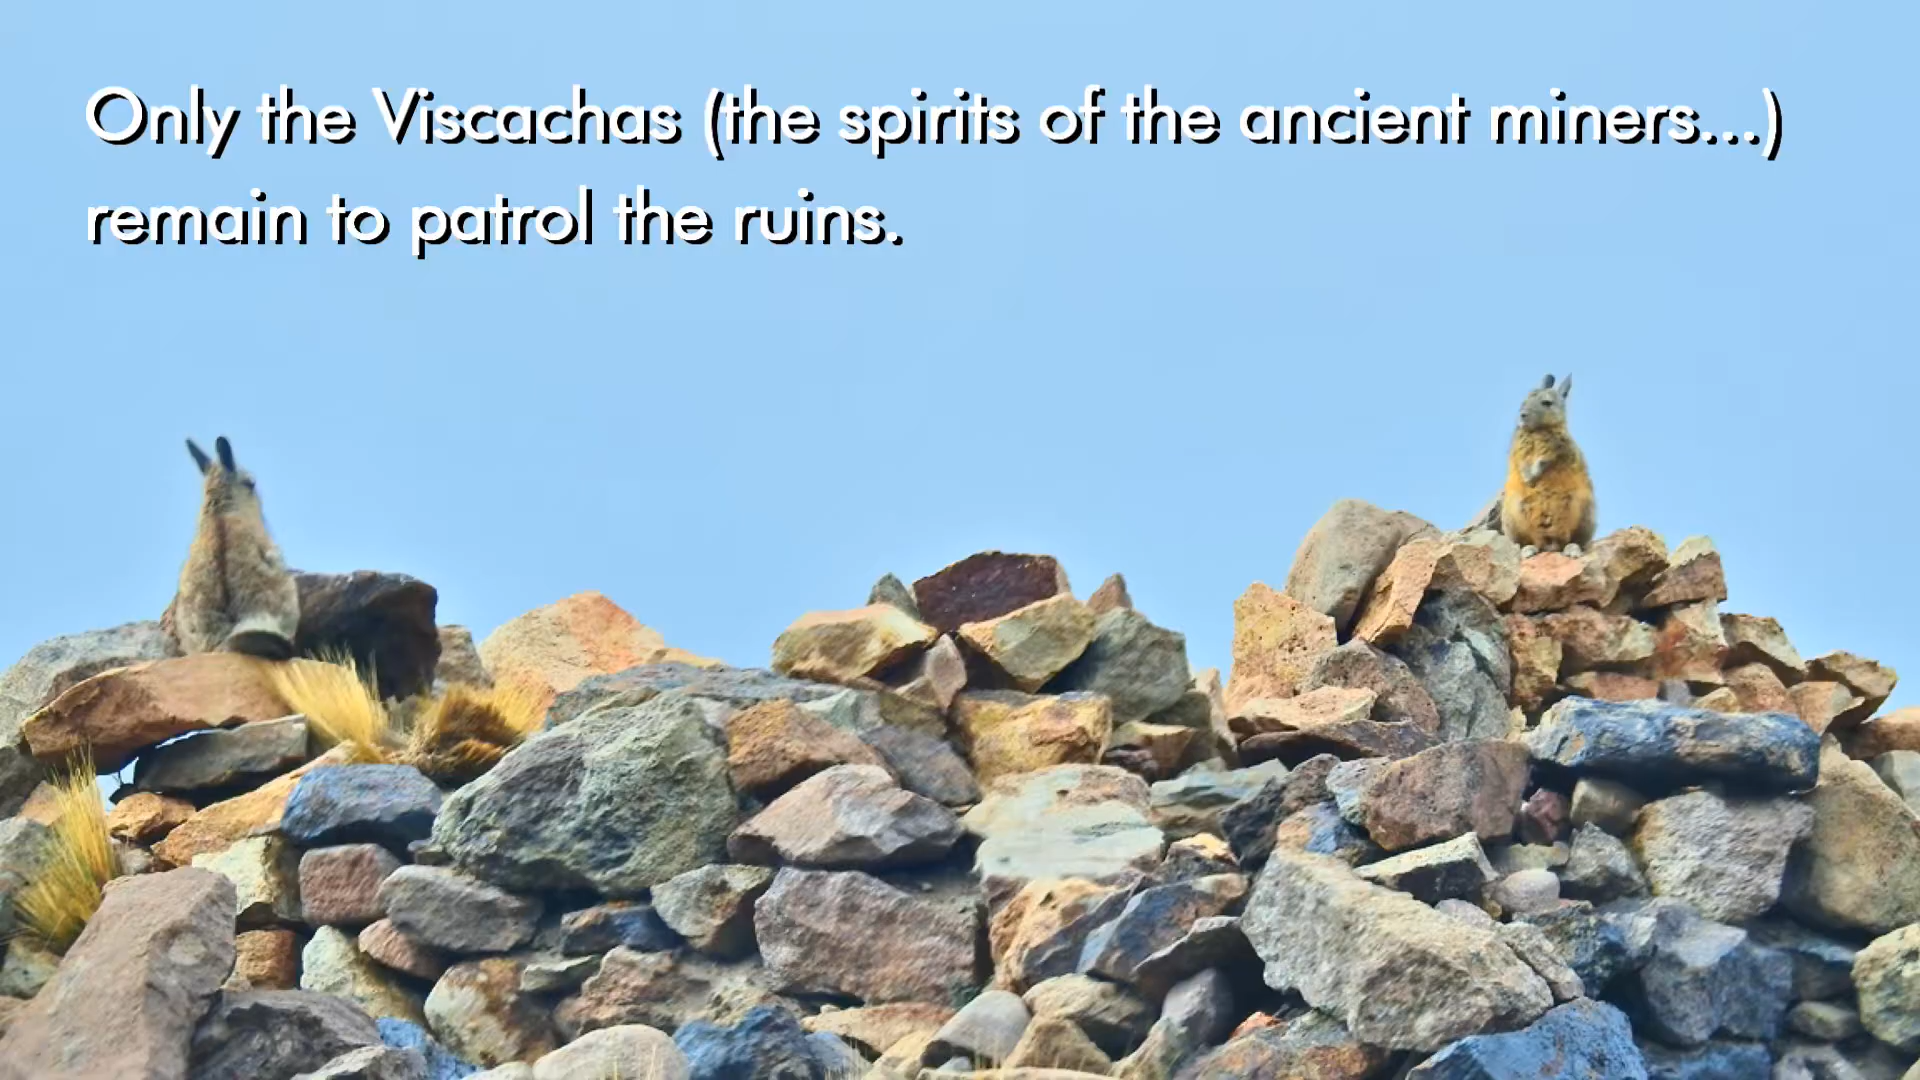 Only the Viscachas (the spirits of the ancient miners...)
remain to patrol the ruins.